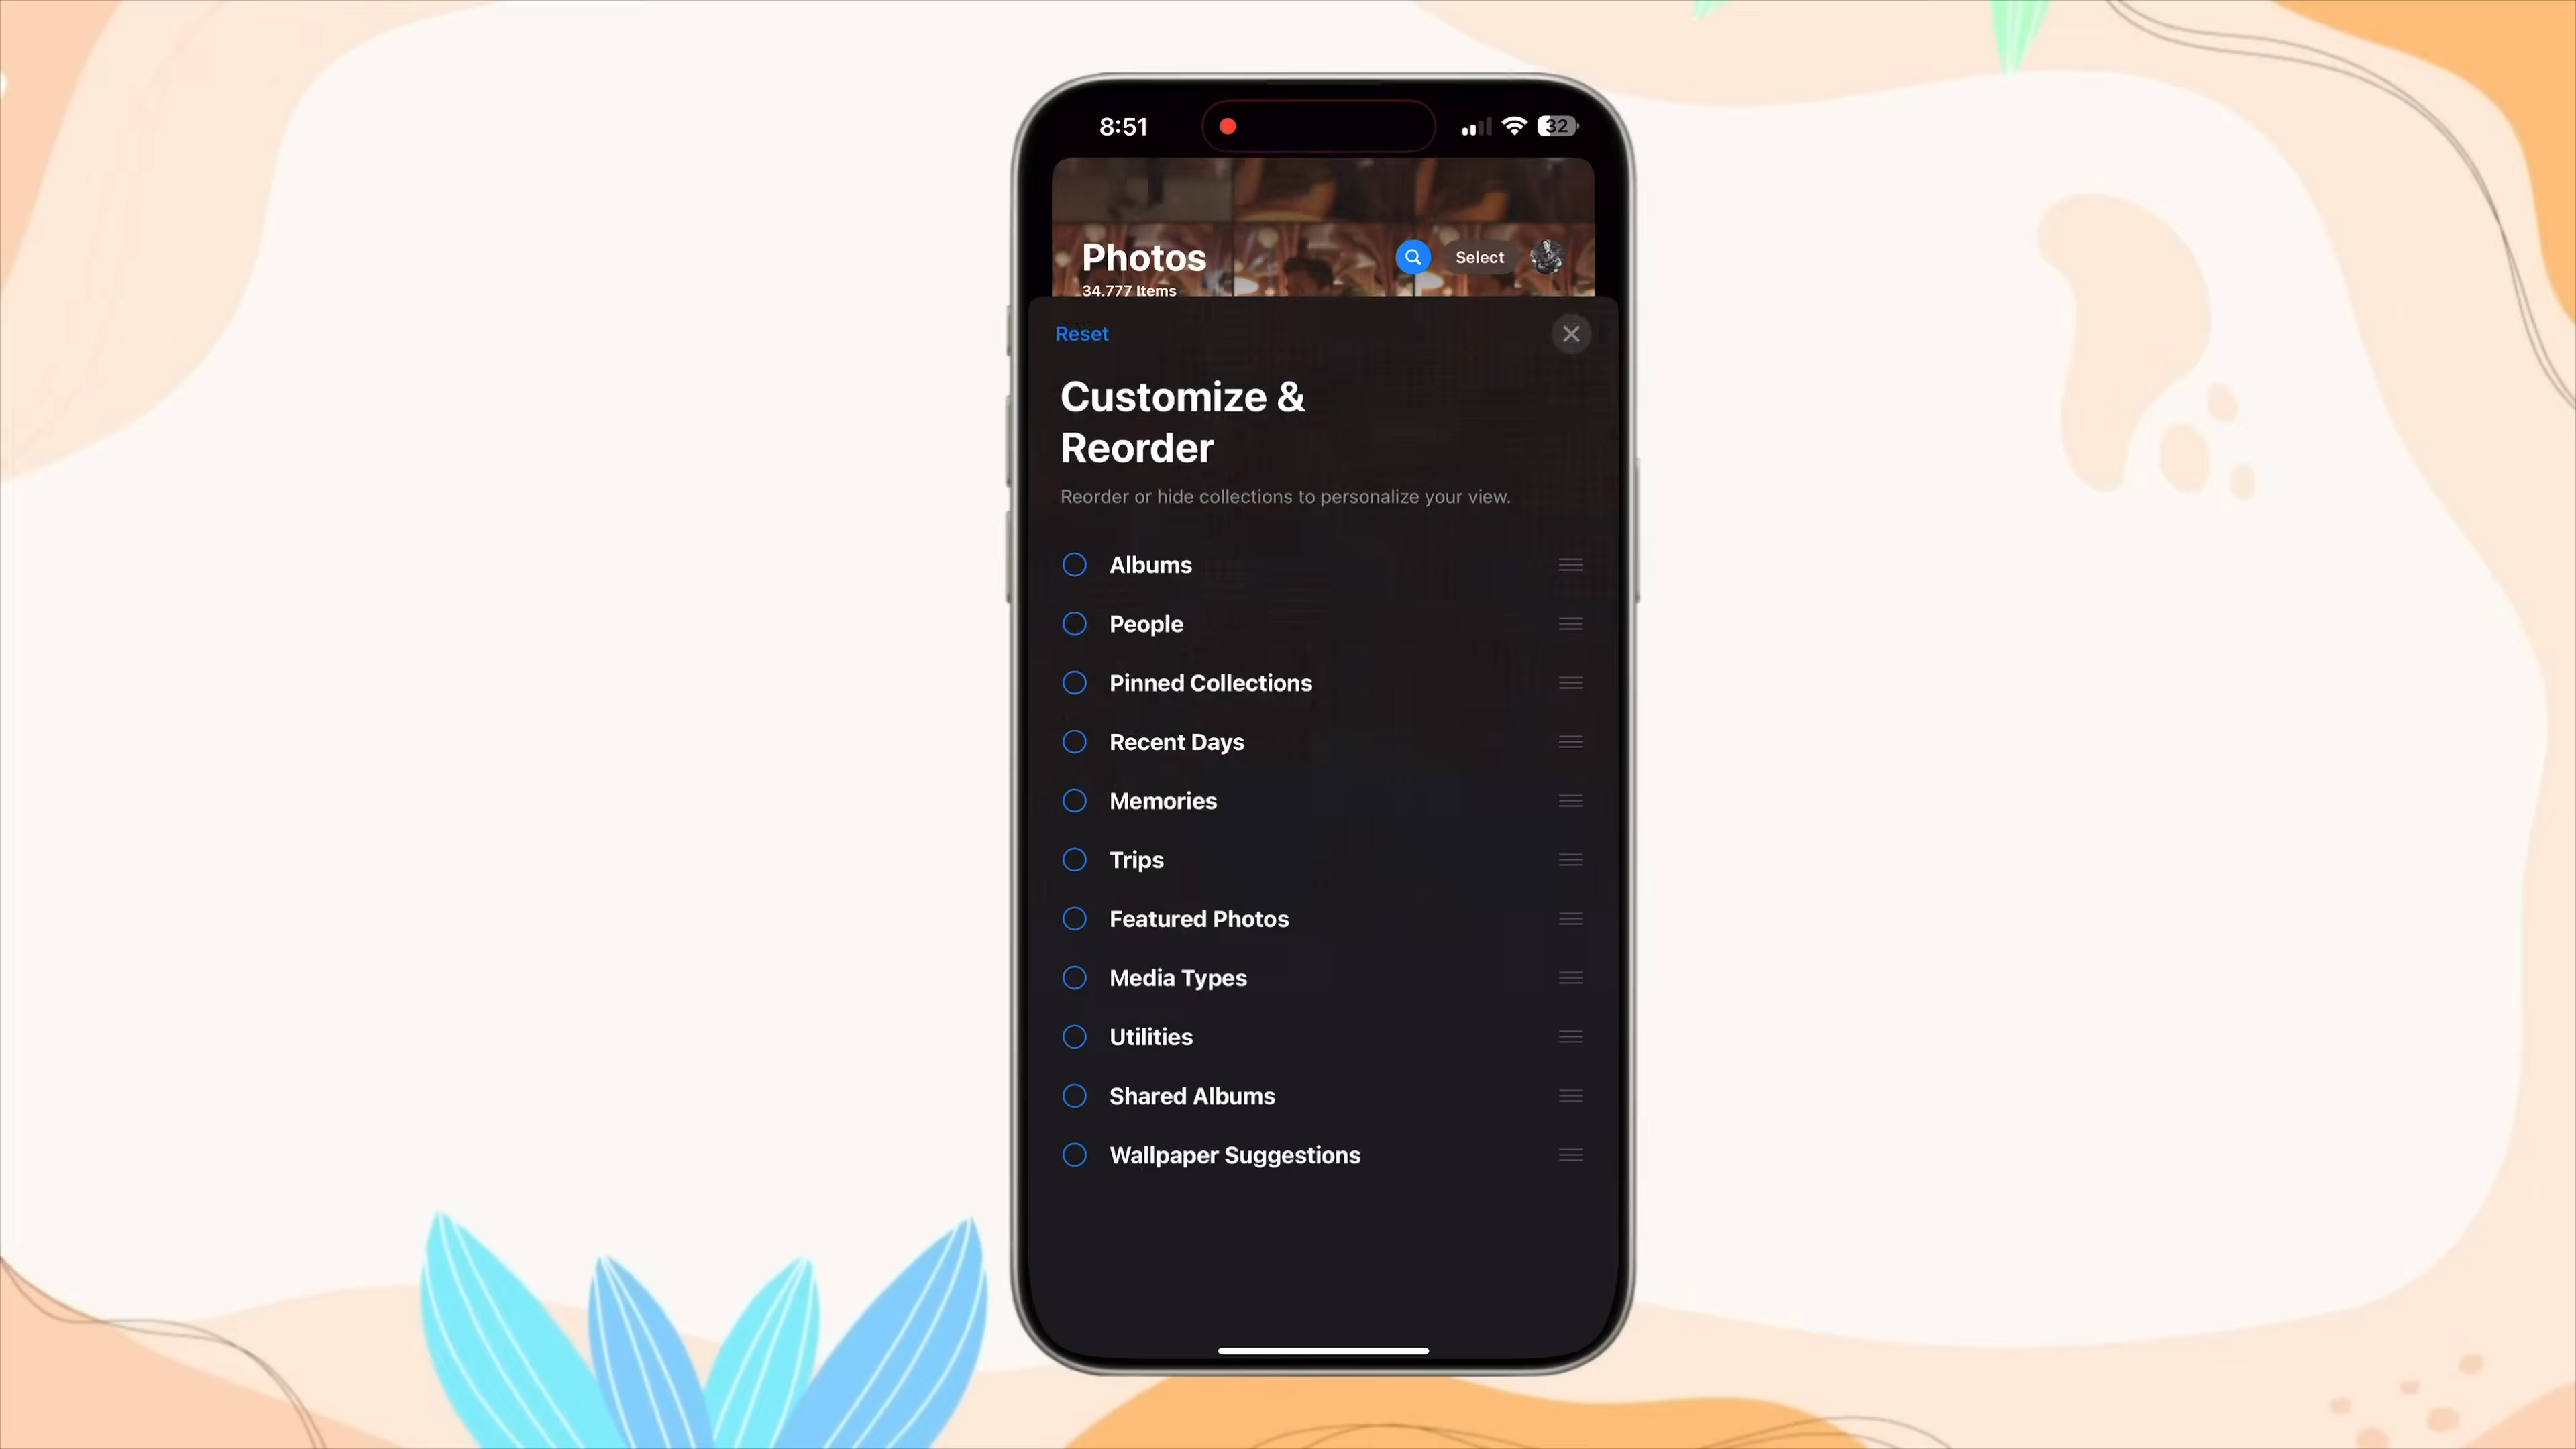 8:51
32
Photos
Select
34,777 Items
Reset
Customize &
Reorder
Reorder or hide collections to personalize your view.
Albums
People
Pinned Collections
Recent Days
Memories
Trips
Featured Photos
Media Types
Utilities
Shared Albums
Wallpaper Suggestions